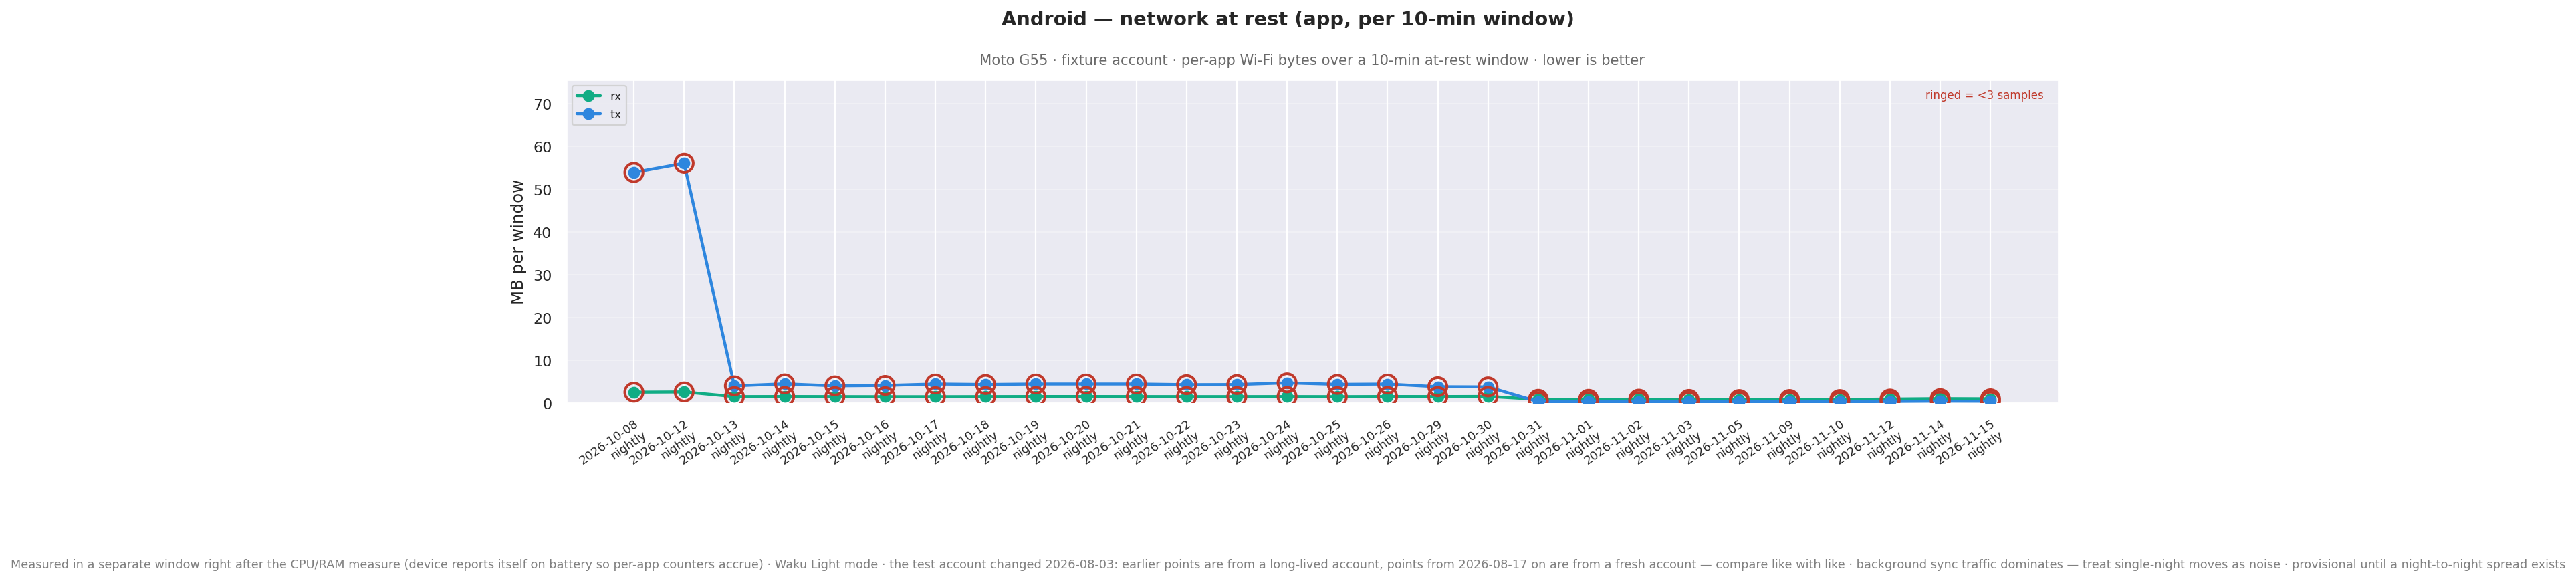 Android — network at rest (app, per 10-min window)
Moto G55 · fixture account · per-app Wi-Fi bytes over a 10-min at-rest window · lower is better
rx
tx
ringed = <3 samples
MB per window
70
60
50
40
30
20
10
0
2026-10-08
nightly
2026-10-12
nightly
2026-10-13
nightly
2026-10-14
nightly
2026-10-15
nightly
2026-10-16
nightly
2026-10-17
nightly
2026-10-18
nightly
2026-10-19
nightly
2026-10-20
nightly
2026-10-21
nightly
2026-10-22
nightly
2026-10-23
nightly
2026-10-24
nightly
2026-10-25
nightly
2026-10-26
nightly
2026-10-29
nightly
2026-10-30
nightly
2026-10-31
nightly
2026-11-01
nightly
2026-11-02
nightly
2026-11-03
nightly
2026-11-05
nightly
2026-11-09
nightly
2026-11-10
nightly
2026-11-12
nightly
2026-11-14
nightly
2026-11-15
nightly
Measured in a separate window right after the CPU/RAM measure (device reports itself on battery so per-app counters accrue) · Waku Light mode · the test account changed 2026-08-03: earlier points are from a long-lived account, points from 2026-08-17 on are from a fresh account — compare like with like · background sync traffic dominates — treat single-night moves as noise · provisional until a night-to-night spread exists